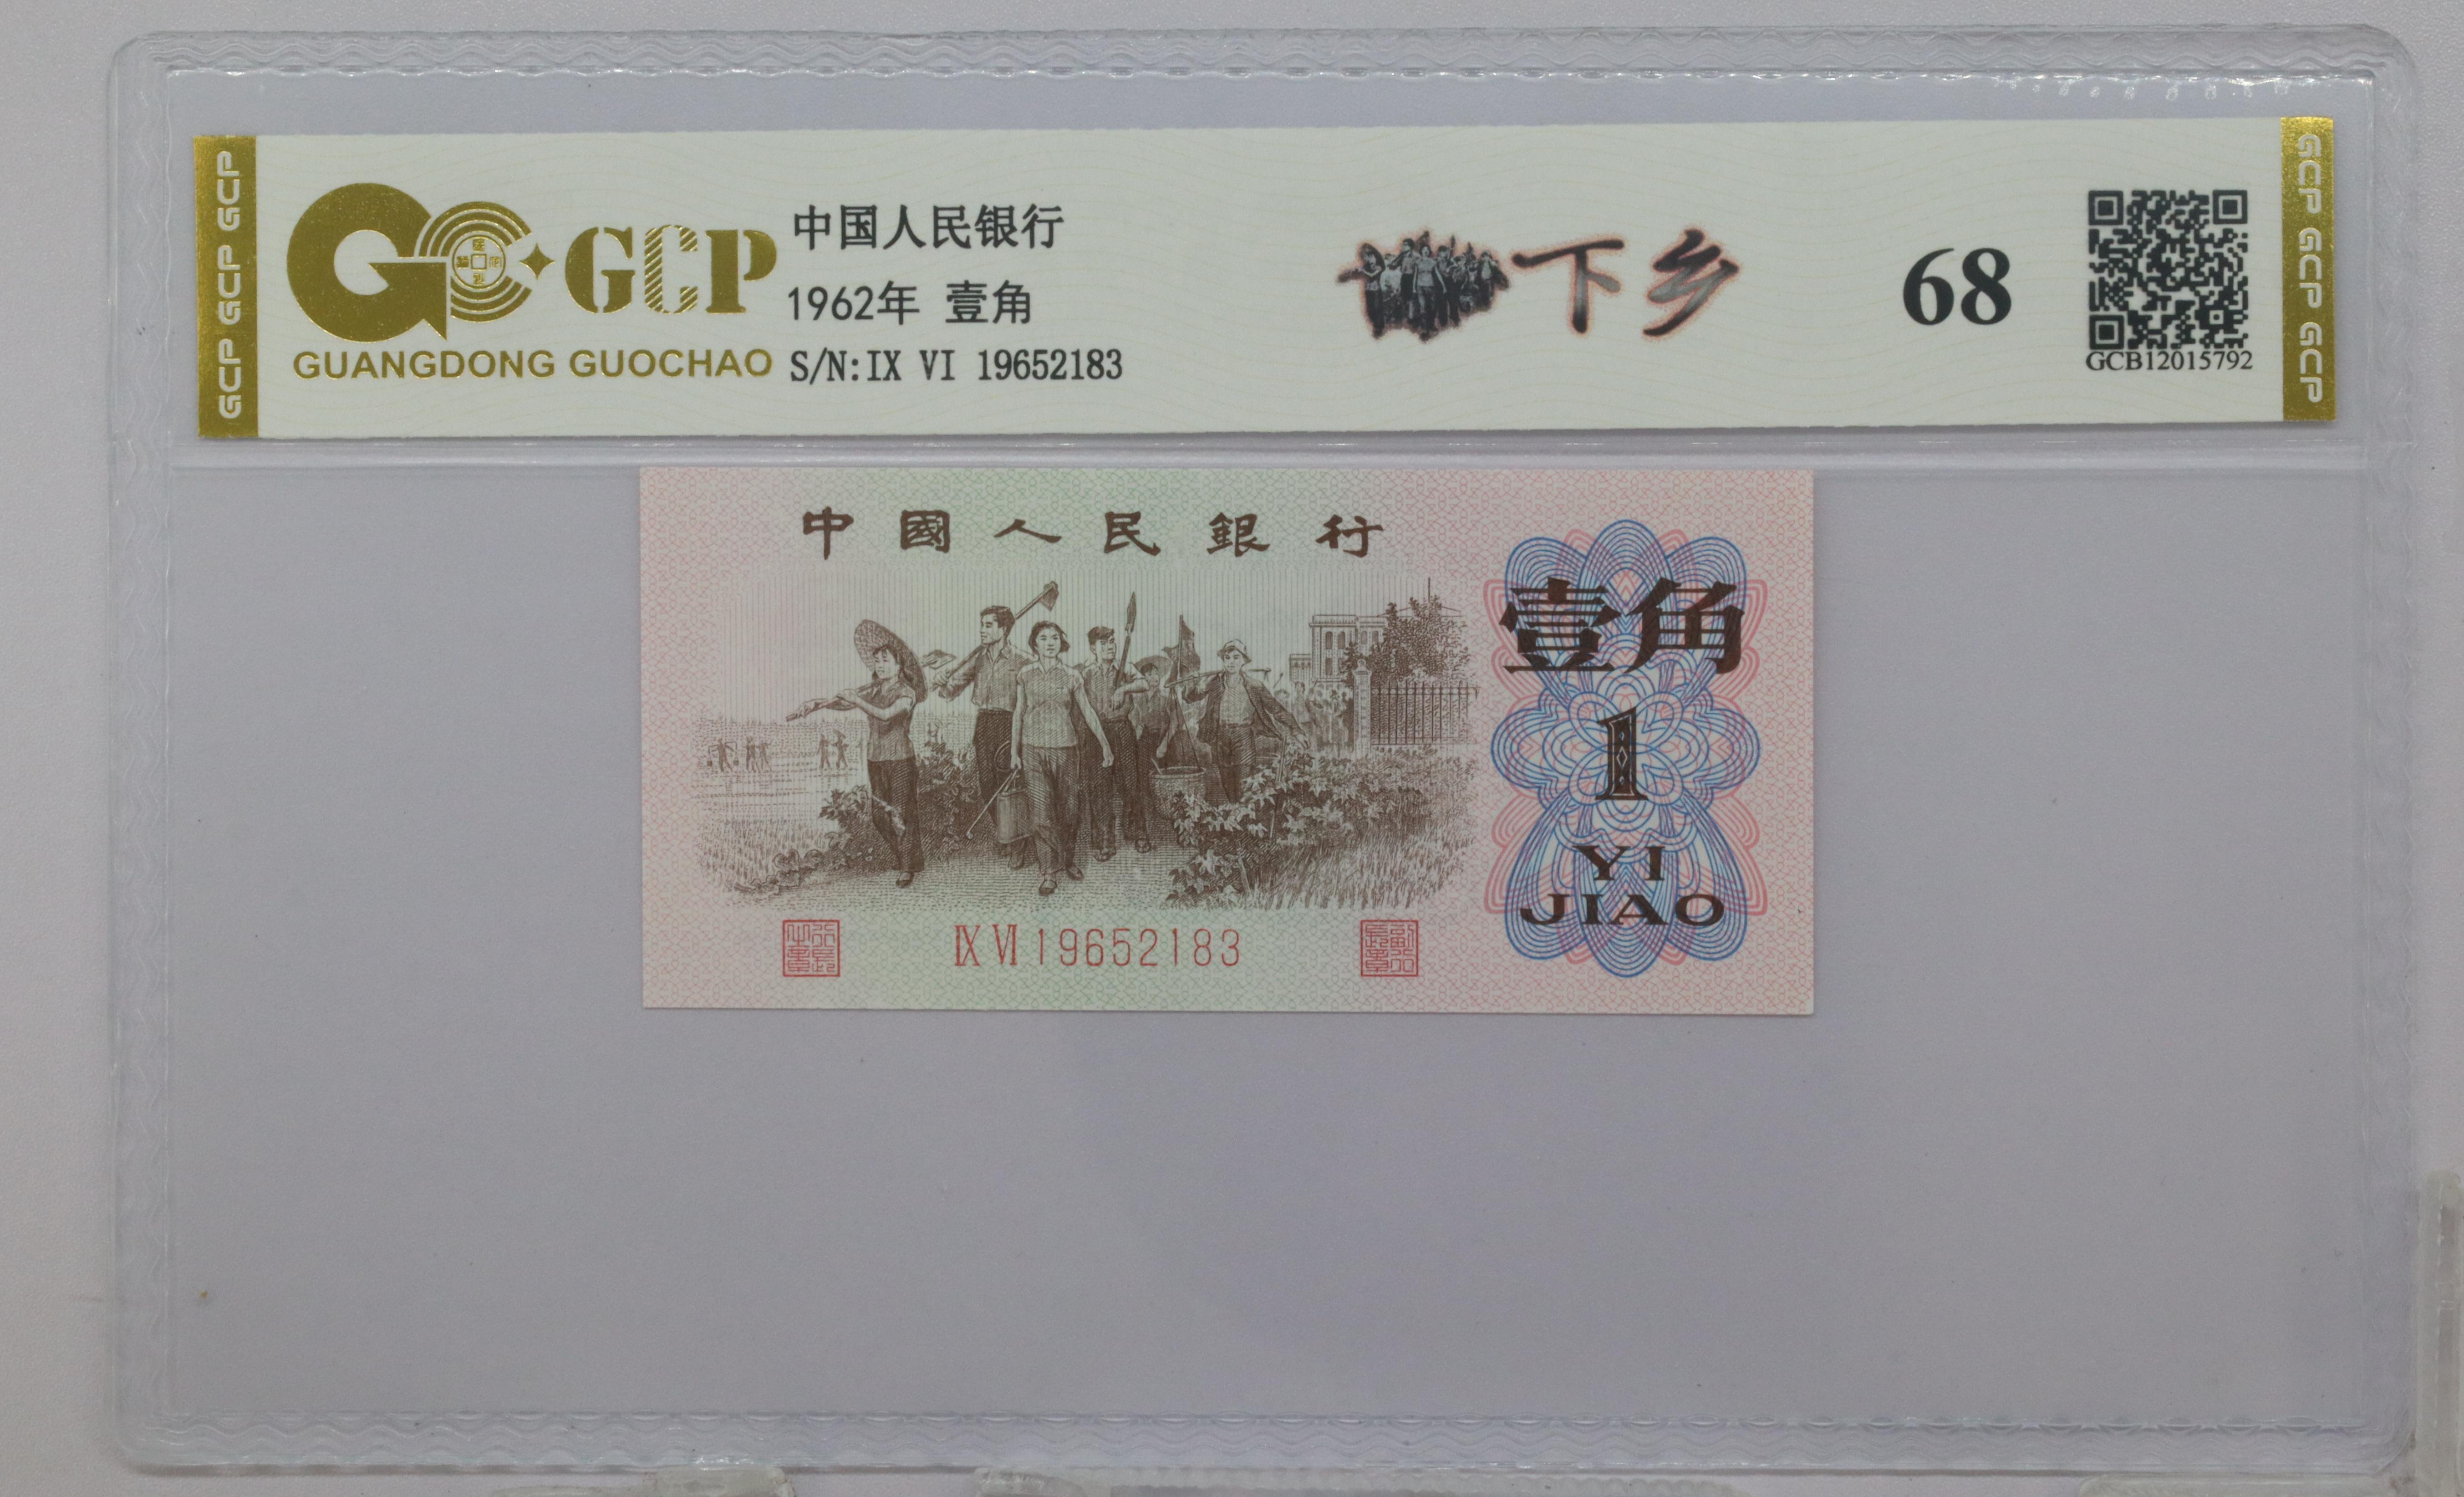 GCP GCP GCP
GCP
GUANGDONG GUOCHAO
中国人民银行
1962年 壹角
S/N:IX VI 19652183
下乡
68
GCB12015792
GCP GCP GCP
中國人民銀行
壹角
1
YI
JIAO
IX VI 19652183